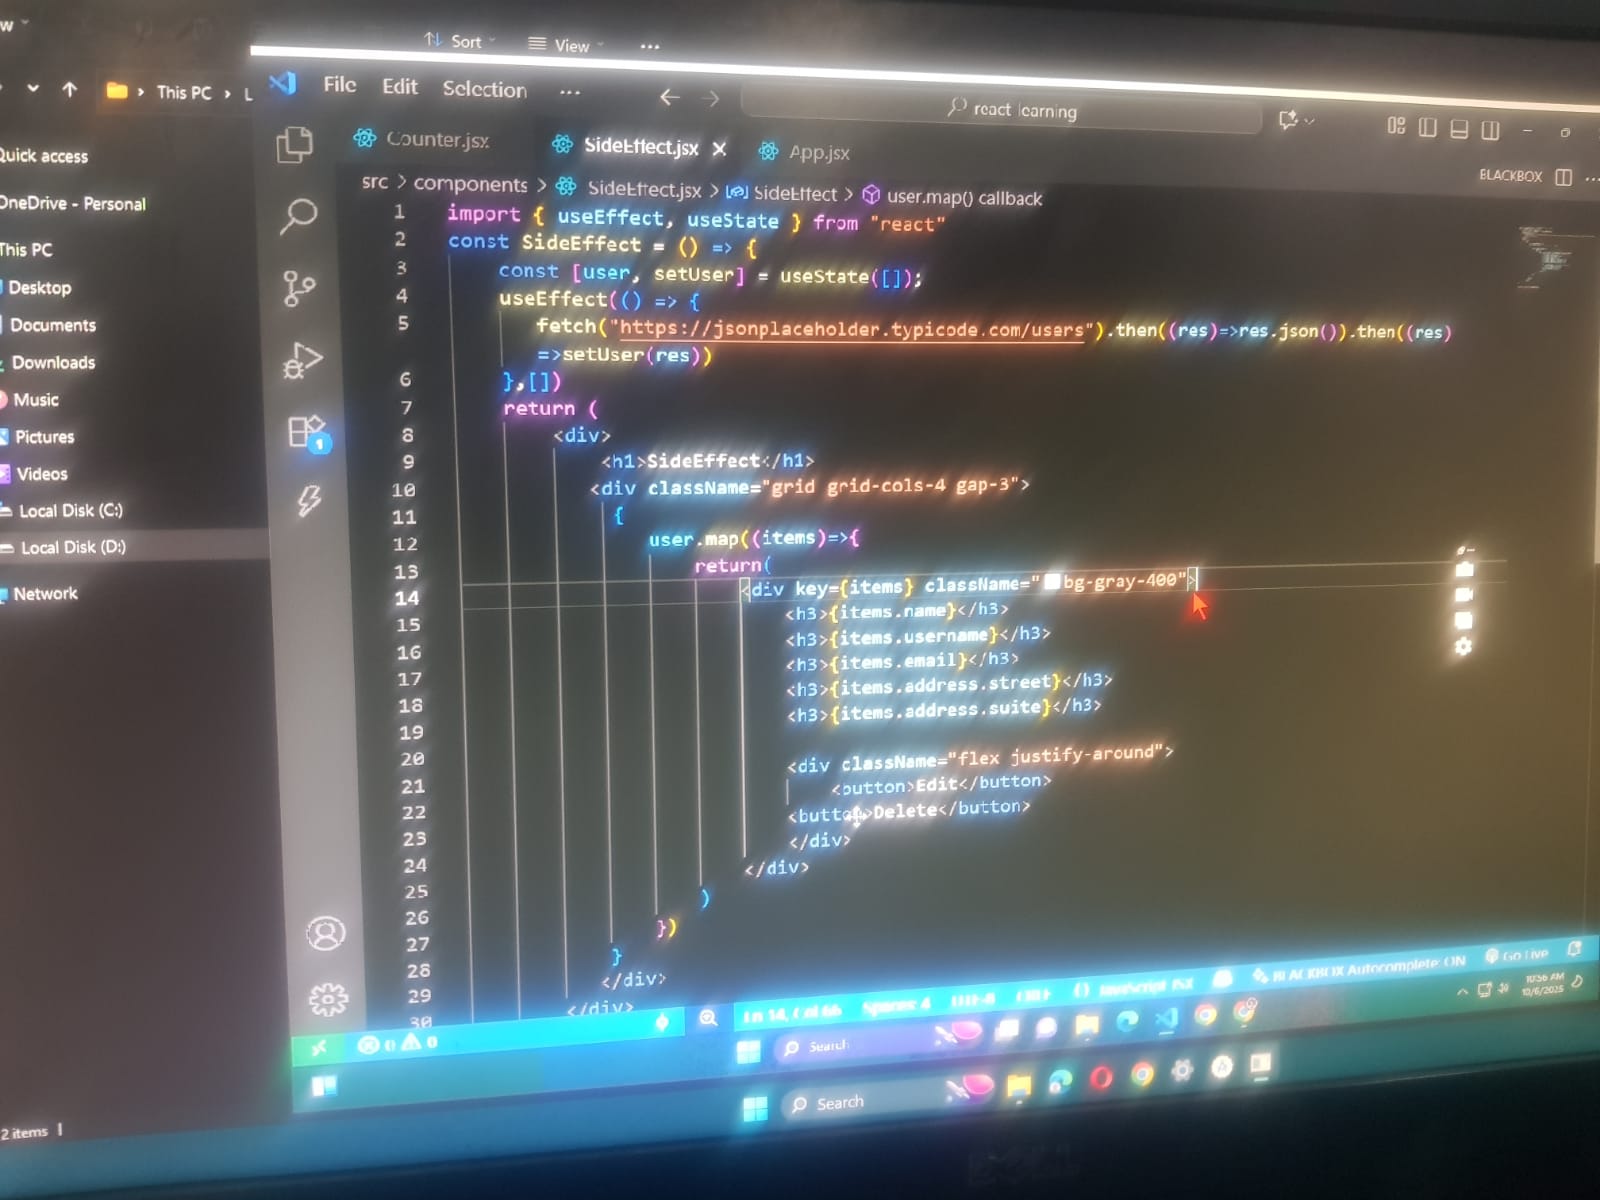 Sort
View
This PC
File Edit Selection ...
react learning
Counter.jsx
SideEffect.jsx
App.jsx
BLACKBOX
src > components > SideEffect.jsx > SideEffect > user.map() callback
Quick access
OneDrive - Personal
This PC
Desktop
Documents
Downloads
Music
Pictures
Videos
Local Disk (C:)
Local Disk (D:)
Network
2 items
1 import { useEffect, useState } from "react"
2 const SideEffect = () => {
3 const [user, setUser] = useState([]);
4 useEffect(() => {
5 fetch("https://jsonplaceholder.typicode.com/users").then((res)=>res.json()).then((res)
=>setUser(res))
6 },[])
7 return (
8 <div>
9 <h1>SideEffect</h1>
10 <div className="grid grid-cols-4 gap-3">
11 {
12 user.map((items)=>{
13 return(
14 <div key={items} className="bg-gray-400">
15 <h3>{items.name}</h3>
16 <h3>{items.username}</h3>
17 <h3>{items.email}</h3>
18 <h3>{items.address.street}</h3>
19 <h3>{items.address.suite}</h3>
20
21 <div className="flex justify-around">
22 <button>Edit</button>
23 <button>Delete</button>
24 </div>
25 </div>
26 )
27 })
28 }
29 </div>
30 </div>
0 0
Ln 14, Col 66 Spaces: 4 UTF-8 CRLF {} JavaScript JSX BLACKBOX Autocomplete: ON Go Live
Search
10:56 AM
10/6/2025
Search